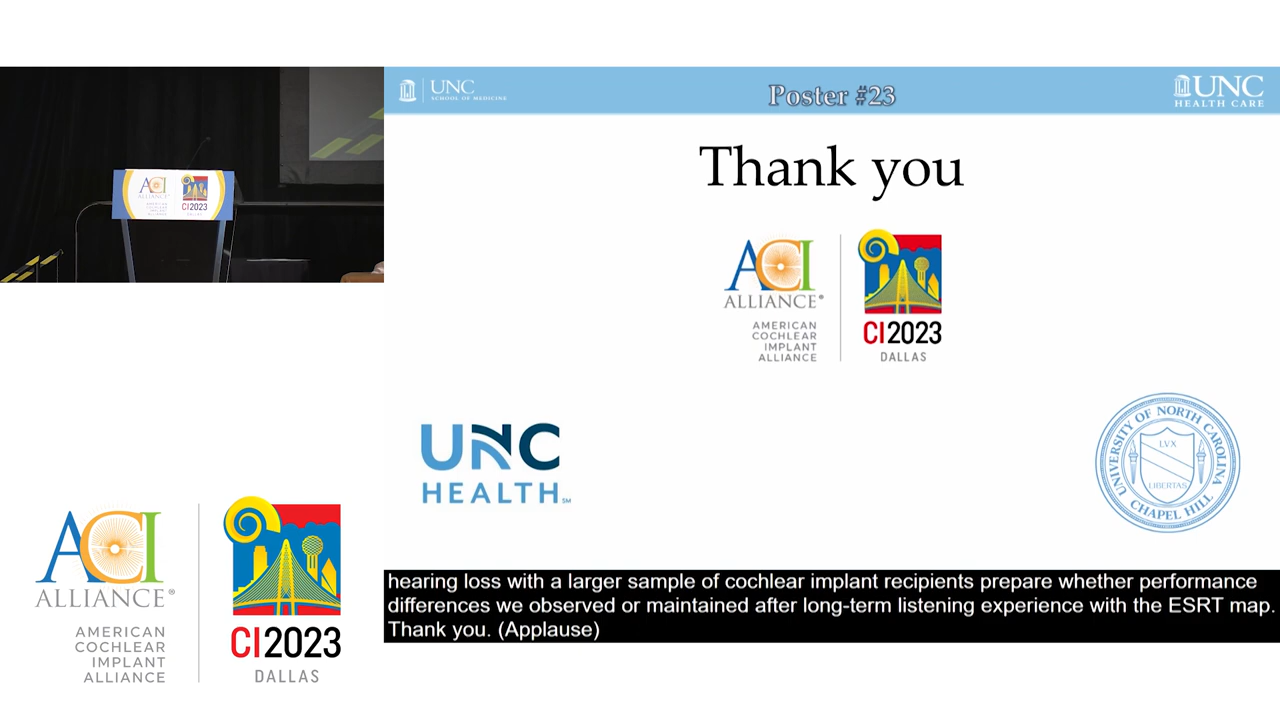 UNC
SCHOOL OF MEDICINE
Poster #23
UNC
HEALTH CARE
Thank you
ACI
ALLIANCE®
AMERICAN
COCHLEAR
IMPLANT
ALLIANCE
CI2023
DALLAS
UNC
HEALTH℠
UNIVERSITY OF NORTH CAROLINA
LVX
LIBERTAS
CHAPEL HILL
hearing loss with a larger sample of cochlear implant recipients prepare whether performance
differences we observed or maintained after long-term listening experience with the ESRT map.
Thank you. (Applause)
ACI
ALLIANCE
AMERICAN
COCHLEAR
IMPLANT
ALLIANCE
CI2023
DALLAS
ACI
ALLIANCE®
AMERICAN
COCHLEAR
IMPLANT
ALLIANCE
CI2023
DALLAS